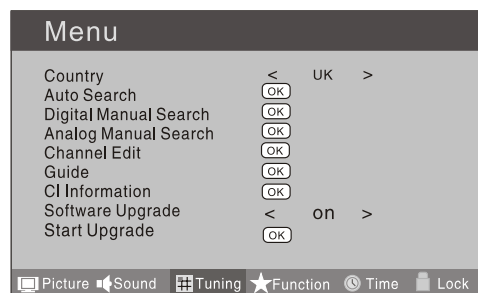 Menu
Country < UK >
Auto Search OK
Digital Manual Search OK
Analog Manual Search OK
Channel Edit OK
Guide OK
CI Information OK
Software Upgrade < on >
Start Upgrade OK
Picture Sound Tuning Function Time Lock